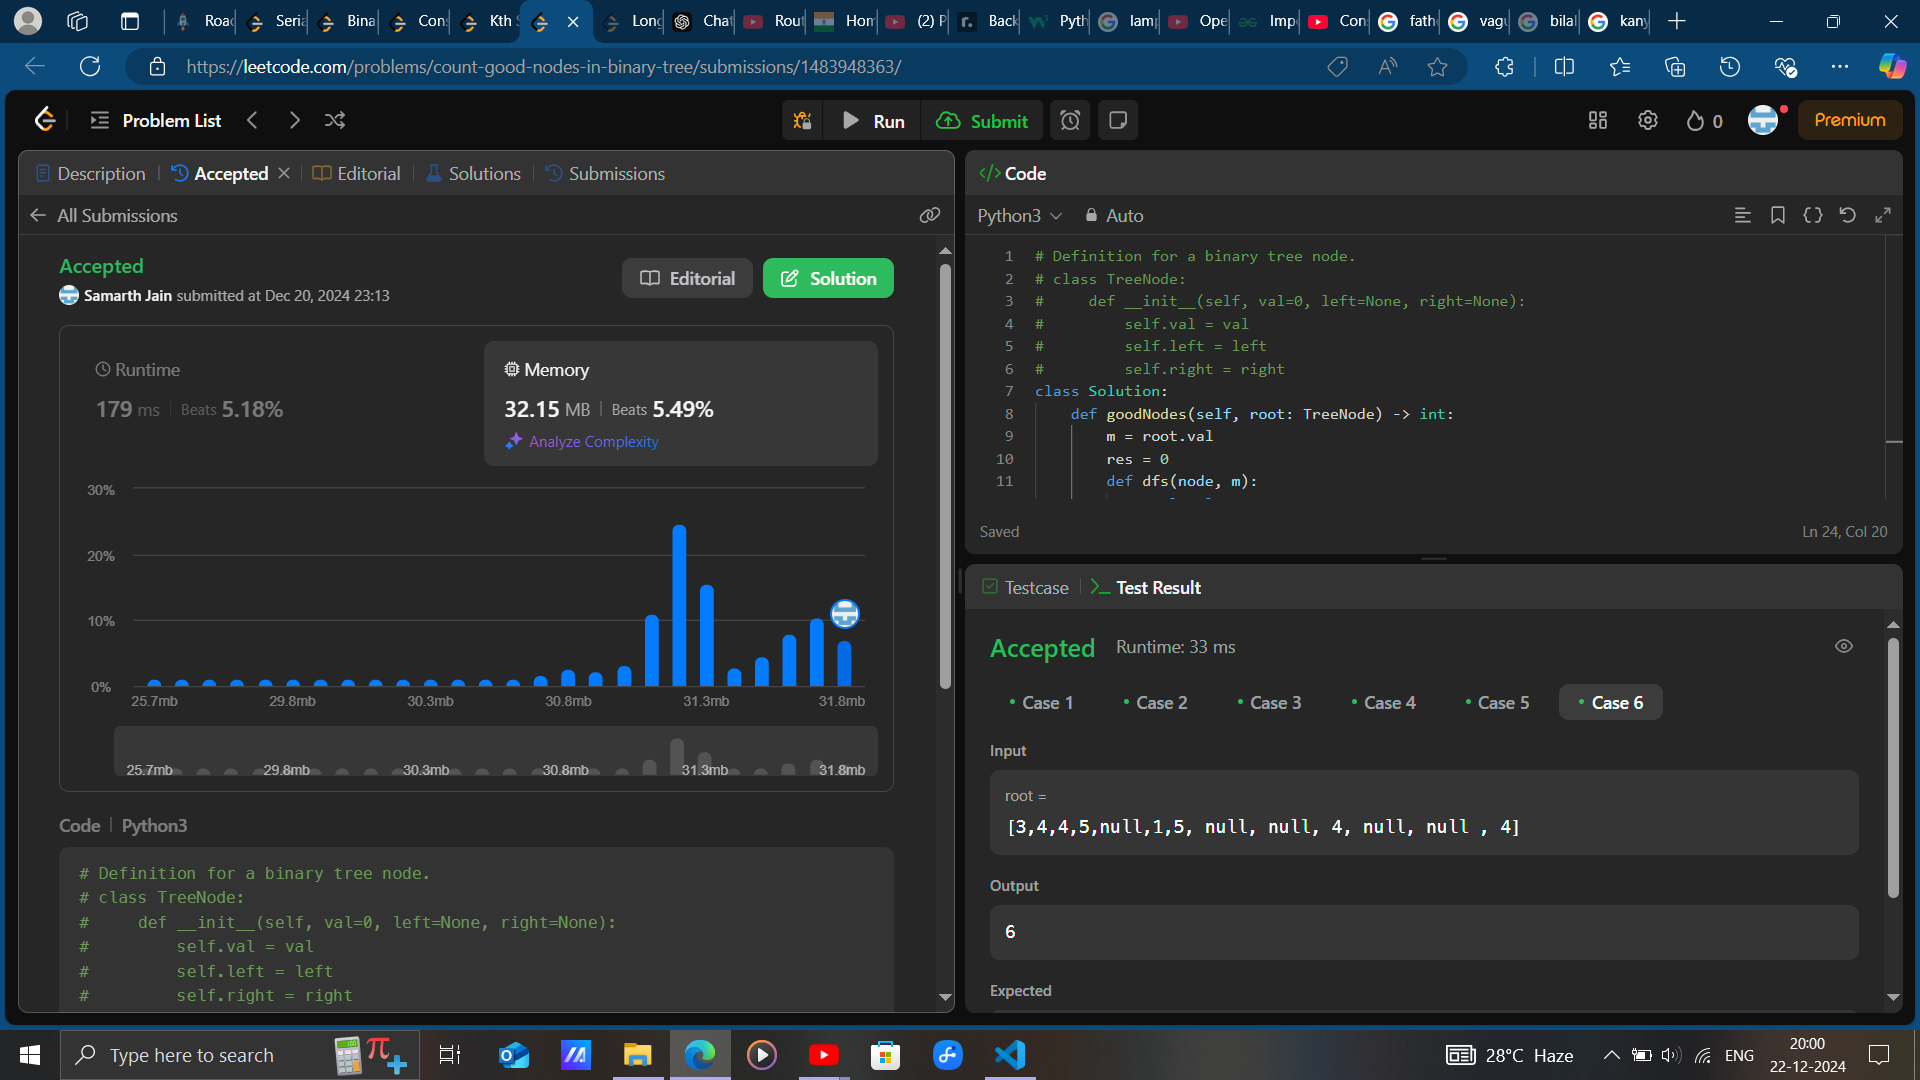 Roa
Seria
Bina
Con
Kth S
Long
Chat
Rout
Hom
(2) P
Back
Pyth
lamp
Ope
Impo
Con
fath
vagu
bilal
kany
https://leetcode.com/problems/count-good-nodes-in-binary-tree/submissions/1483948363/
Problem List
Run
Submit
0
Premium
Description
Accepted
Editorial
Solutions
Submissions
All Submissions
Accepted
Samarth Jain submitted at Dec 20, 2024 23:13
Editorial
Solution
Runtime
179 ms | Beats 5.18%
Memory
32.15 MB | Beats 5.49%
Analyze Complexity
30%
20%
10%
0%
25.7mb 29.8mb 30.3mb 30.8mb 31.3mb 31.8mb
25.7mb 29.8mb 30.3mb 30.8mb 31.3mb 31.8mb
Code | Python3
# Definition for a binary tree node.
# class TreeNode:
#     def __init__(self, val=0, left=None, right=None):
#         self.val = val
#         self.left = left
#         self.right = right
Code
Python3
Auto
1 # Definition for a binary tree node.
2 # class TreeNode:
3 #     def __init__(self, val=0, left=None, right=None):
4 #         self.val = val
5 #         self.left = left
6 #         self.right = right
7 class Solution:
8     def goodNodes(self, root: TreeNode) -> int:
9         m = root.val
10         res = 0
11         def dfs(node, m):
Saved
Ln 24, Col 20
Testcase
Test Result
Accepted
Runtime: 33 ms
Case 1
Case 2
Case 3
Case 4
Case 5
Case 6
Input
root =
[3,4,4,5,null,1,5, null, null, 4, null, null , 4]
Output
6
Expected
Type here to search
28°C Haze
ENG
20:00
22-12-2024